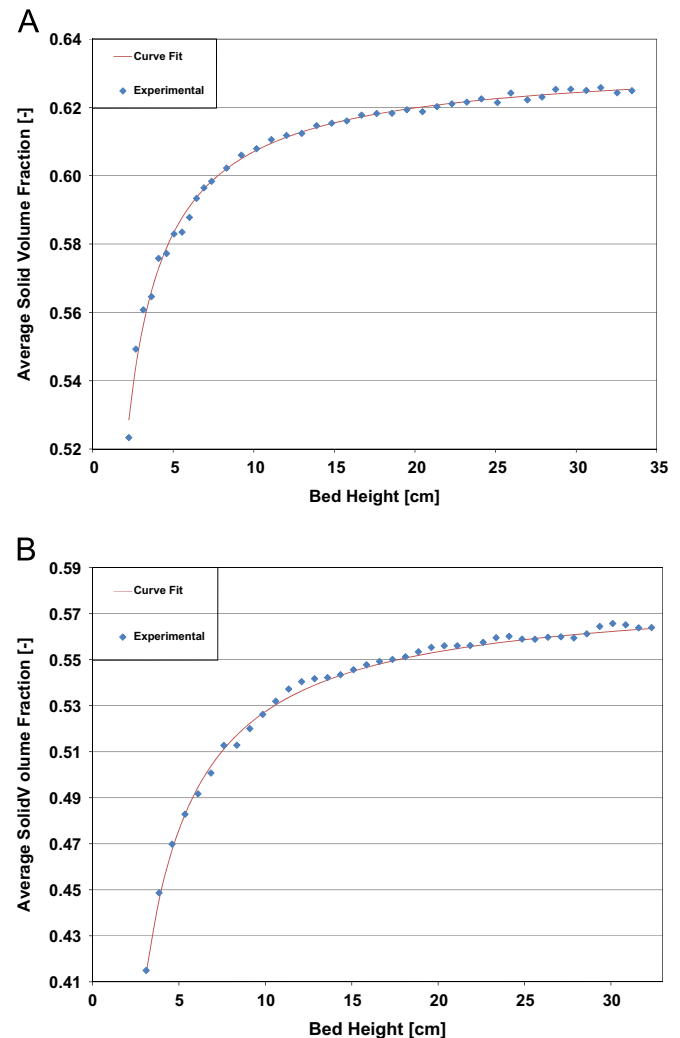 A
0.64
Curve Fit
Experimental
0.62
0.60
0.58
0.56
0.54
0.52
Average Solid Volume Fraction [-]
0 5 10 15 20 25 30 35
Bed Height [cm]
B
0.59
Curve Fit
Experimental
0.57
0.55
0.53
0.51
0.49
0.47
0.45
0.43
0.41
Average SolidV olume Fraction [-]
0 5 10 15 20 25 30
Bed Height [cm]